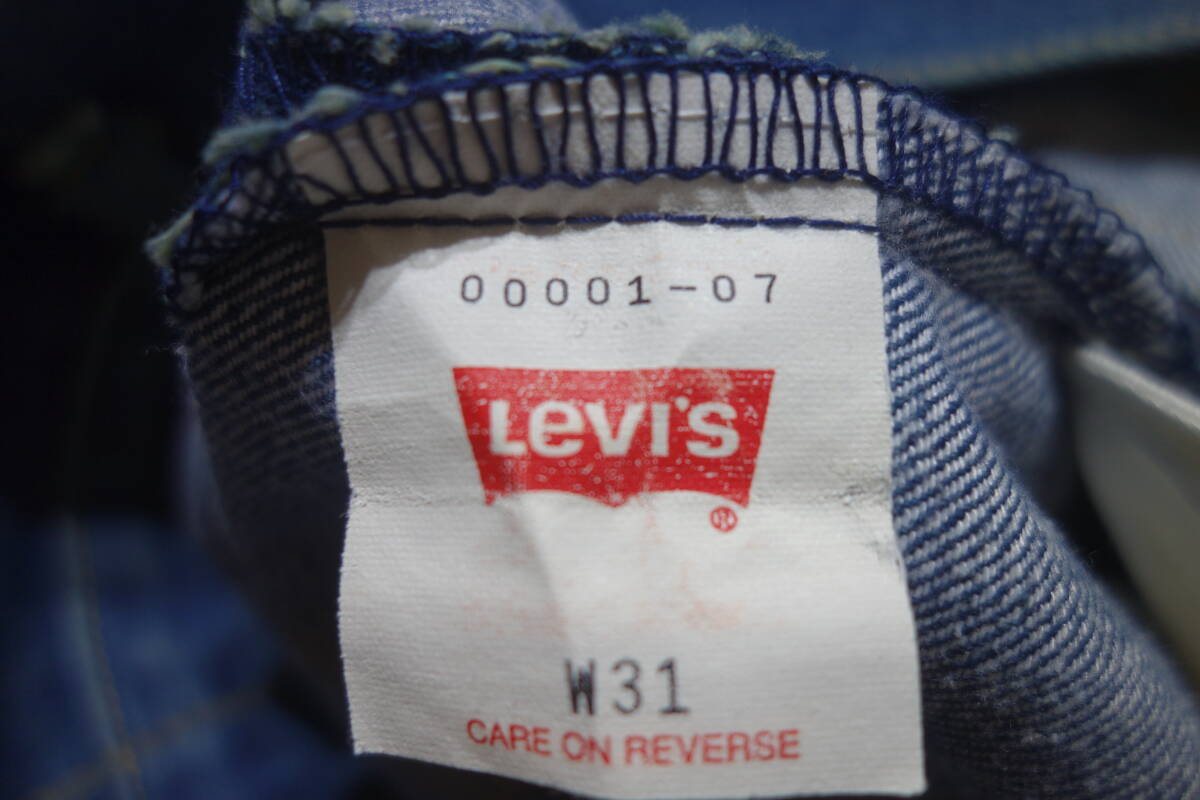 00001-07
LEVI'S
®
W31
CARE ON REVERSE